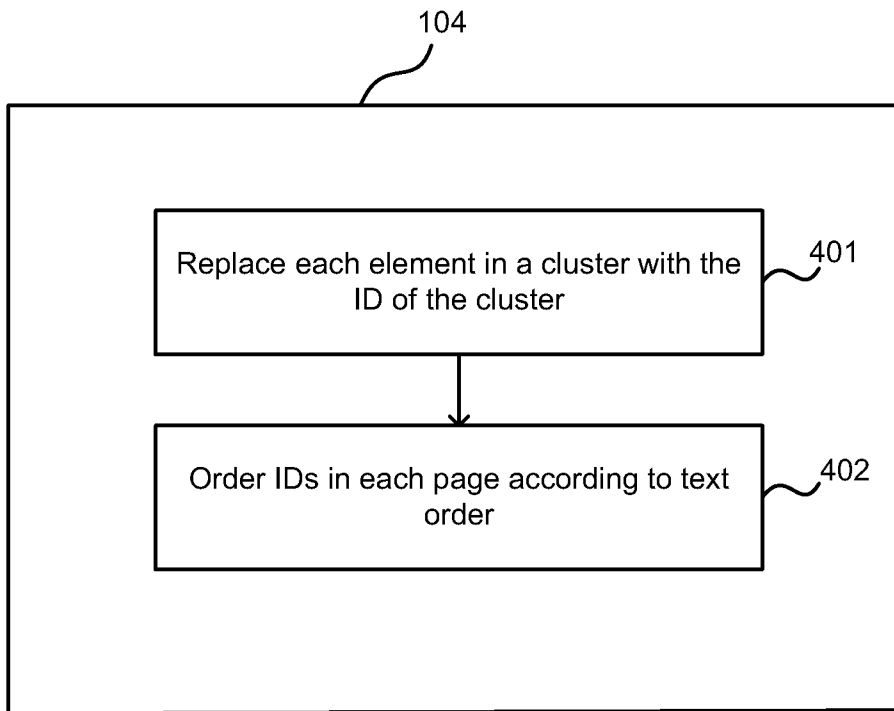 104
Replace each element in a cluster with the
ID of the cluster
401
Order IDs in each page according to text
order
402